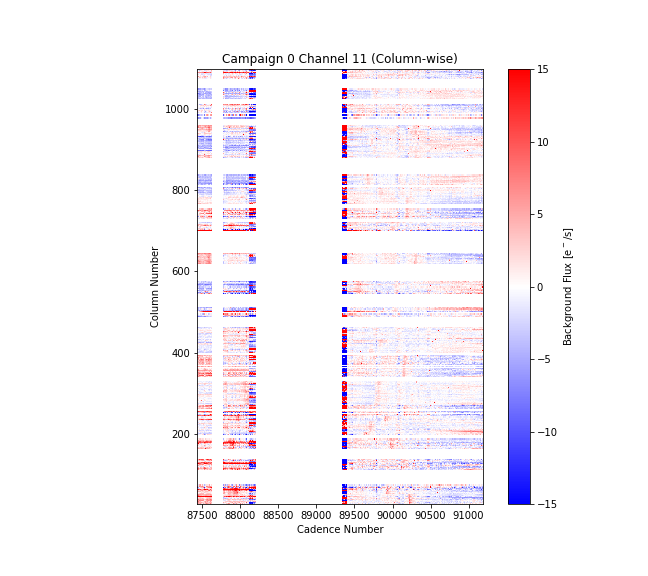 Campaign 0 Channel 11 (Column-wise)
Column Number
1000
800
600
400
200
87500 88000 88500 89000 89500 90000 90500 91000
Cadence Number
15
10
5
0
−5
−10
−15
Background Flux [e⁻/s]